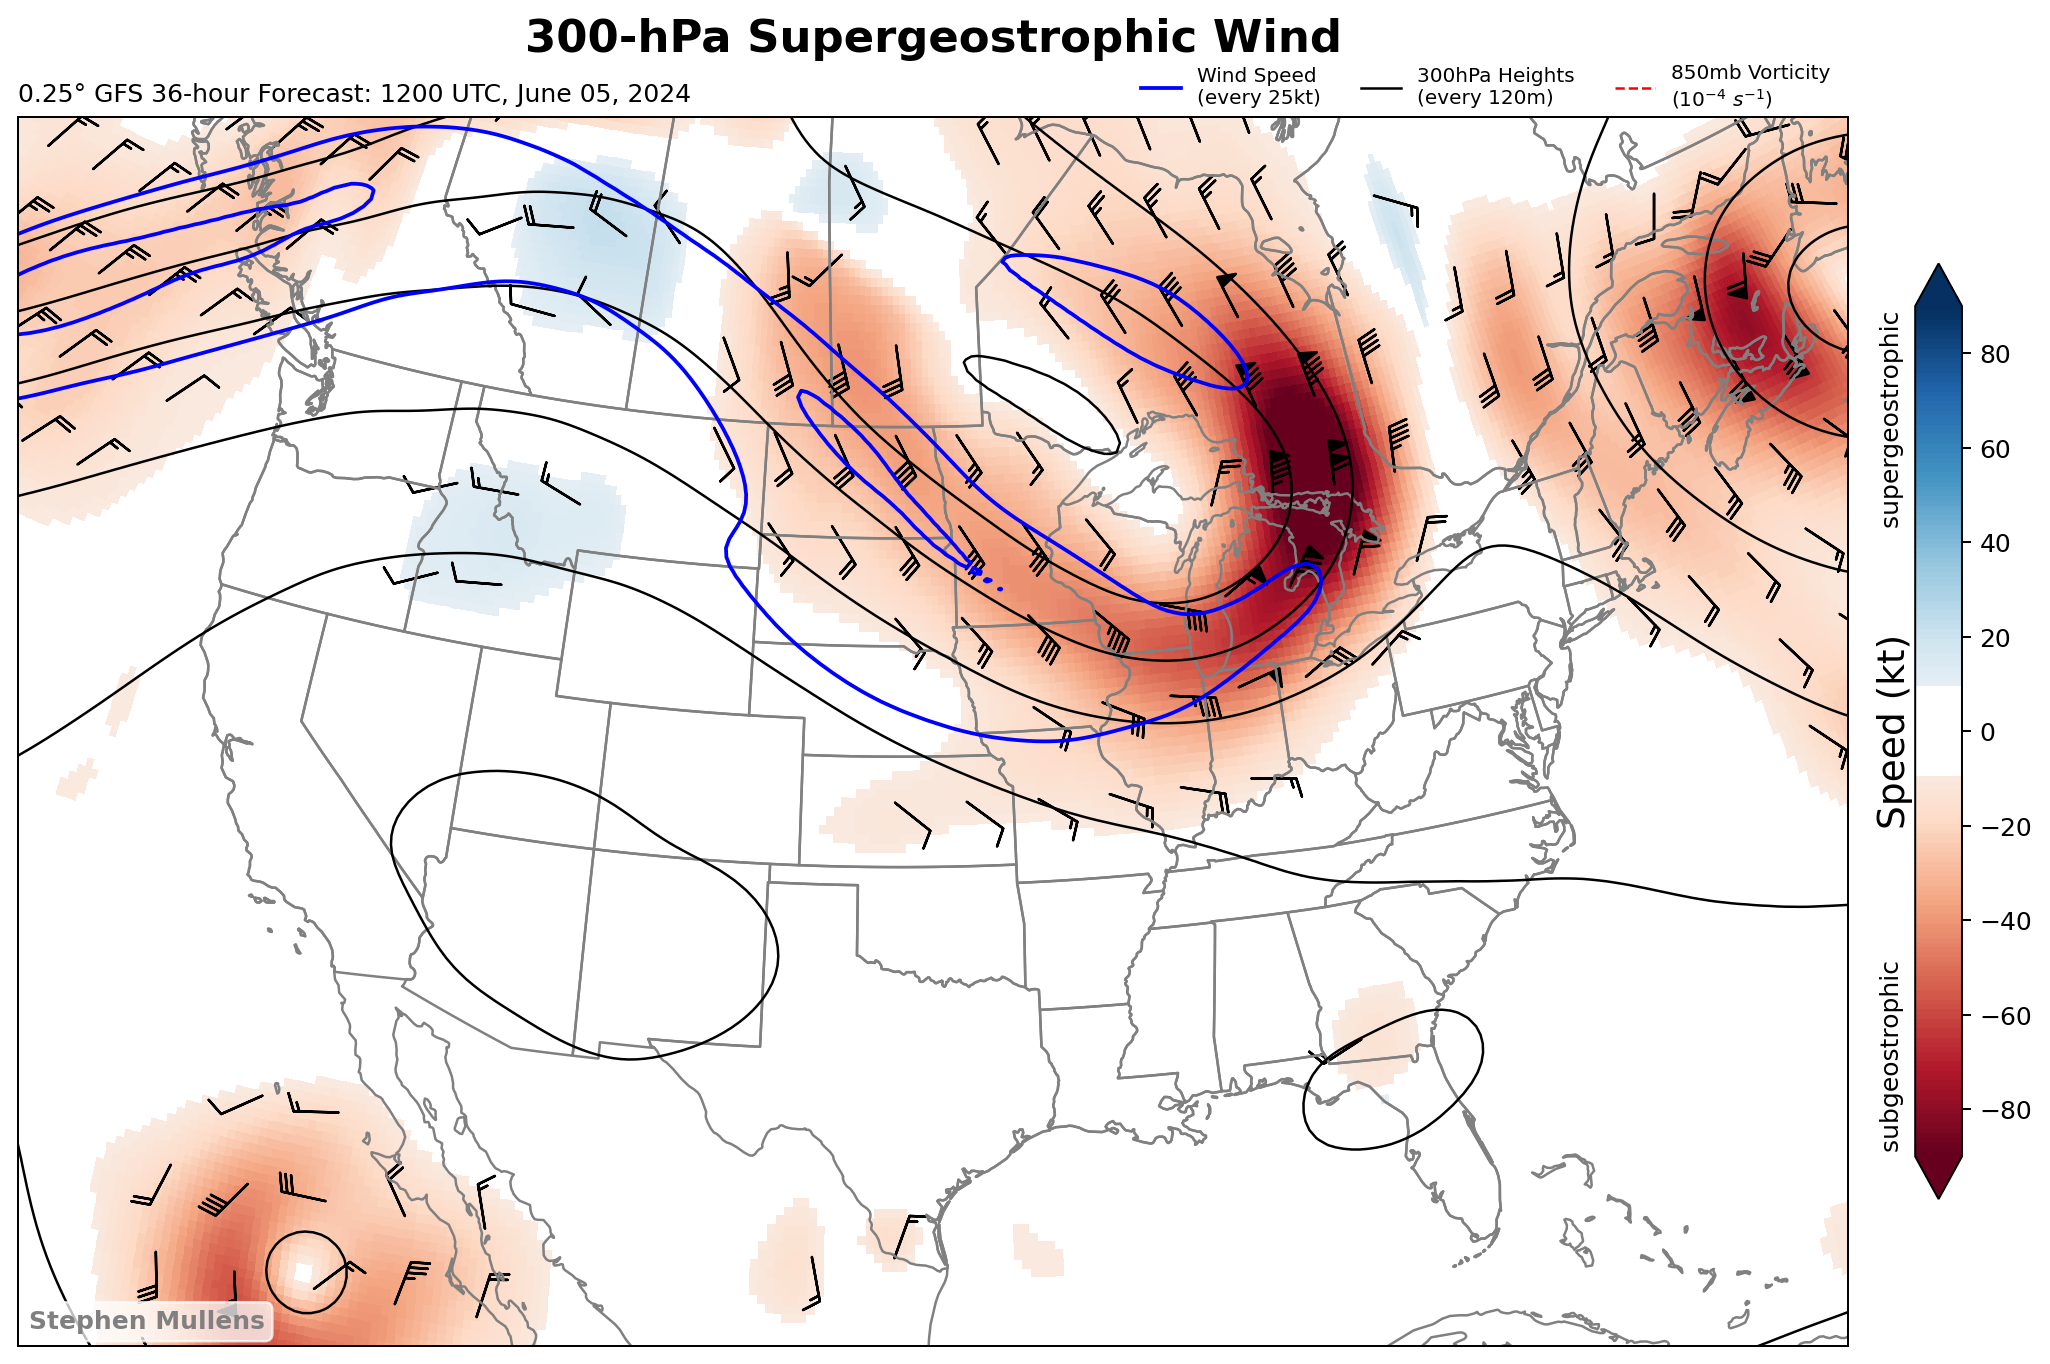 300-hPa Supergeostrophic Wind
0.25° GFS 36-hour Forecast: 1200 UTC, June 05, 2024
Wind Speed
(every 25kt)
300hPa Heights
(every 120m)
850mb Vorticity
(10⁻⁴ s⁻¹)
supergeostrophic
Speed (kt)
subgeostrophic
80
60
40
20
0
−20
−40
−60
−80
Stephen Mullens